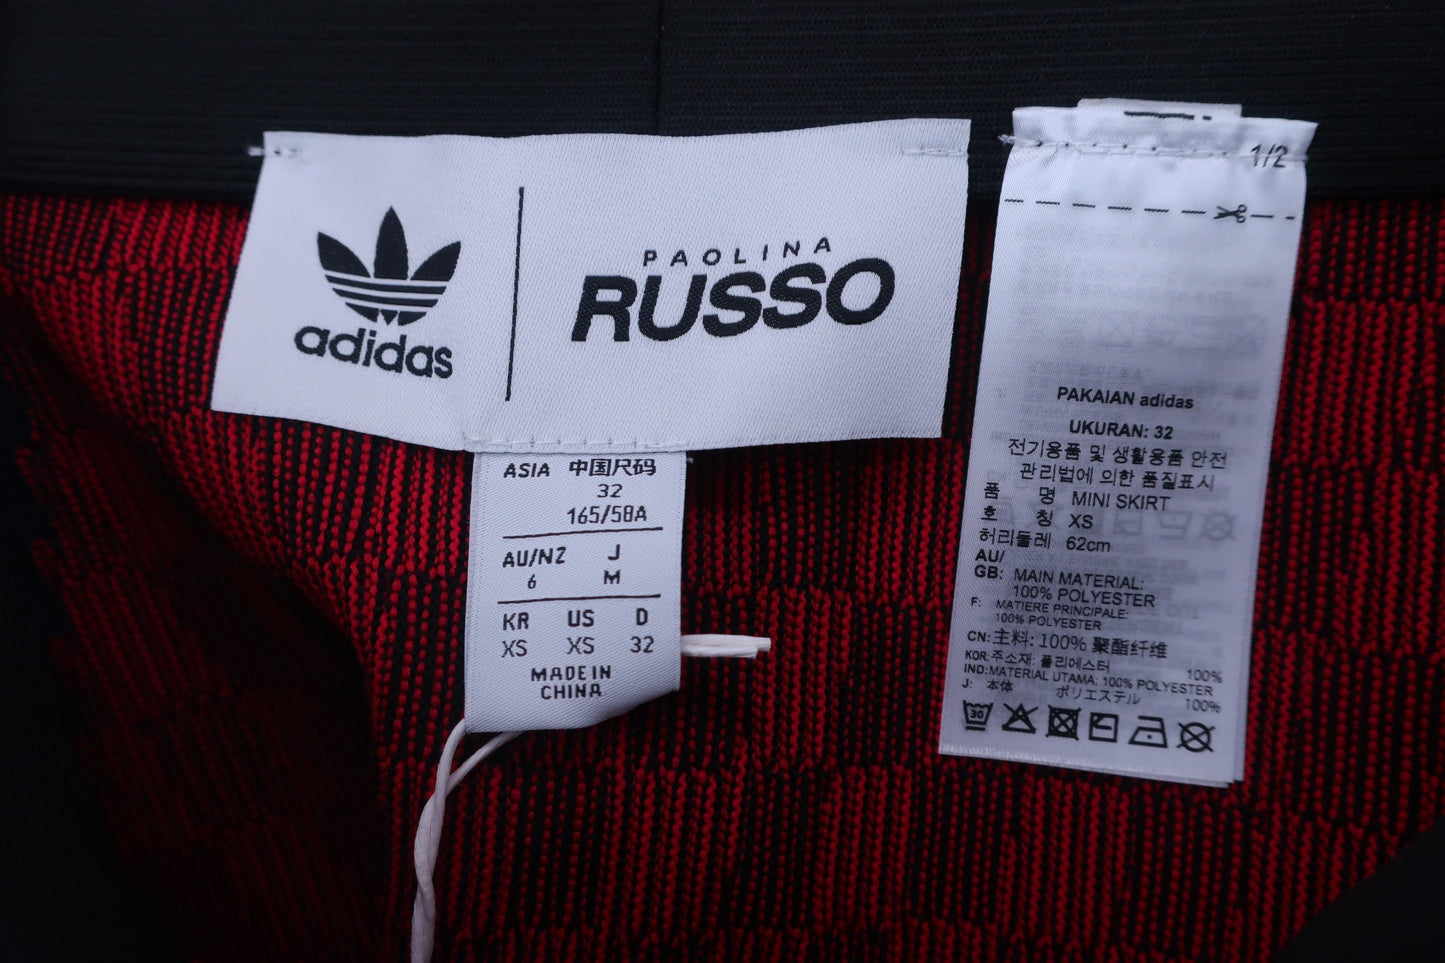 adidas
PAOLINA
RUSSO
ASIA 中国尺码
32
165/58A
AU/NZ J
6 M
KR US D
XS XS 32
MADE IN
CHINA
1/2
PAKAIAN adidas
UKURAN: 32
전기용품 및 생활용품 안전
관리법에 의한 품질표시
품 명 MINI SKIRT
호 칭 XS
허리둘레 62cm
AU/
GB: MAIN MATERIAL:
100% POLYESTER
F: MATIERE PRINCIPALE:
100% POLYESTER
CN: 主料: 100% 聚酯纤维
KOR: 주소재: 폴리에스터 100%
IND: MATERIAL UTAMA: 100% POLYESTER
J: 本体 ポリエステル 100%
30